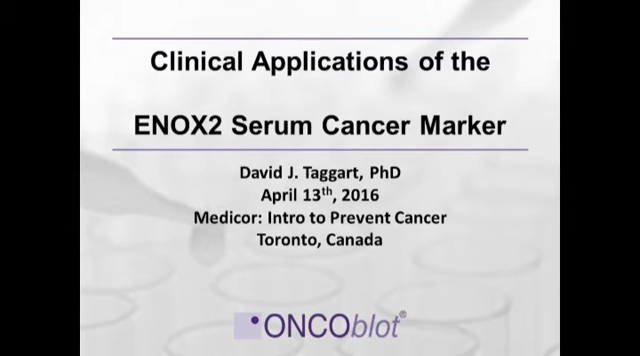 Clinical Applications of the
ENOX2 Serum Cancer Marker
David J. Taggart, PhD
April 13th, 2016
Medicor: Intro to Prevent Cancer
Toronto, Canada
ONCOblot®